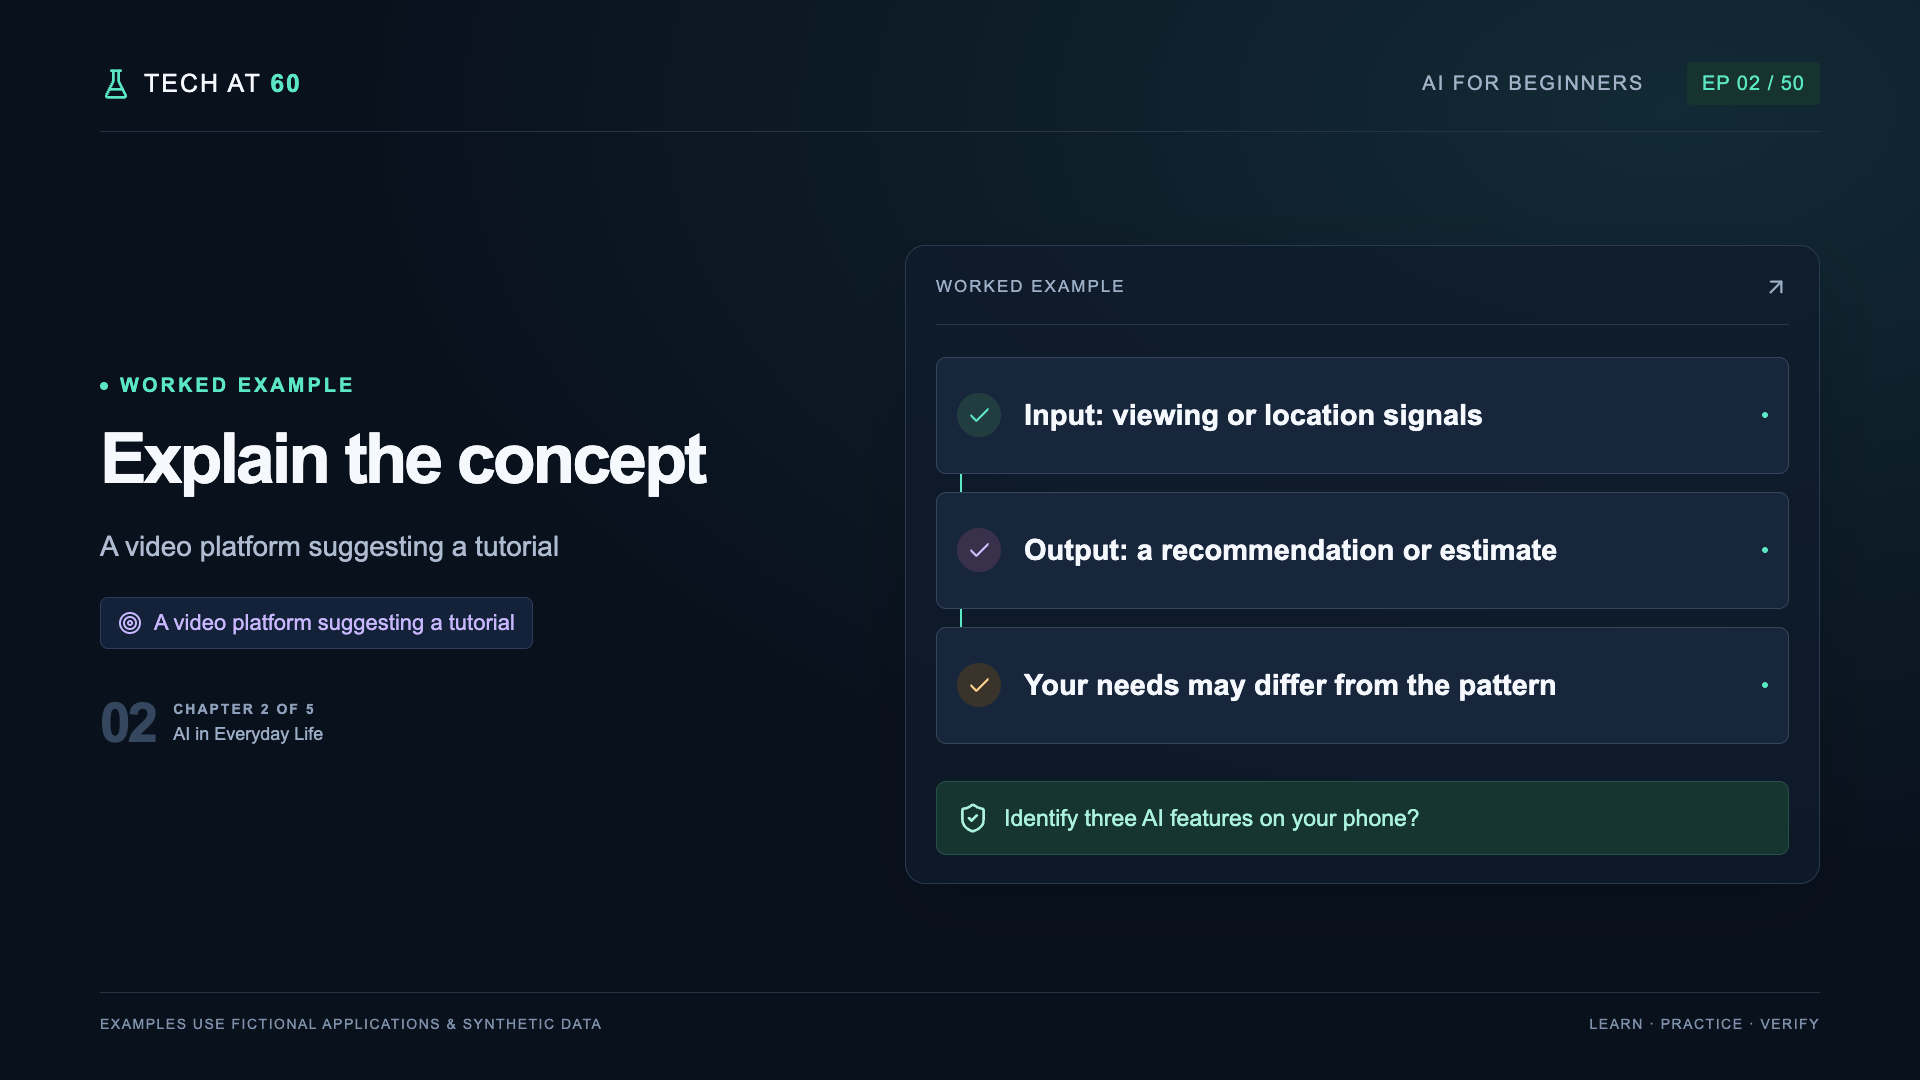 TECH AT 60
AI FOR BEGINNERS
EP 02 / 50
WORKED EXAMPLE
Explain the concept
A video platform suggesting a tutorial
A video platform suggesting a tutorial
02
CHAPTER 2 OF 5
AI in Everyday Life
WORKED EXAMPLE
Input: viewing or location signals
Output: a recommendation or estimate
Your needs may differ from the pattern
Identify three AI features on your phone?
EXAMPLES USE FICTIONAL APPLICATIONS & SYNTHETIC DATA
LEARN · PRACTICE · VERIFY